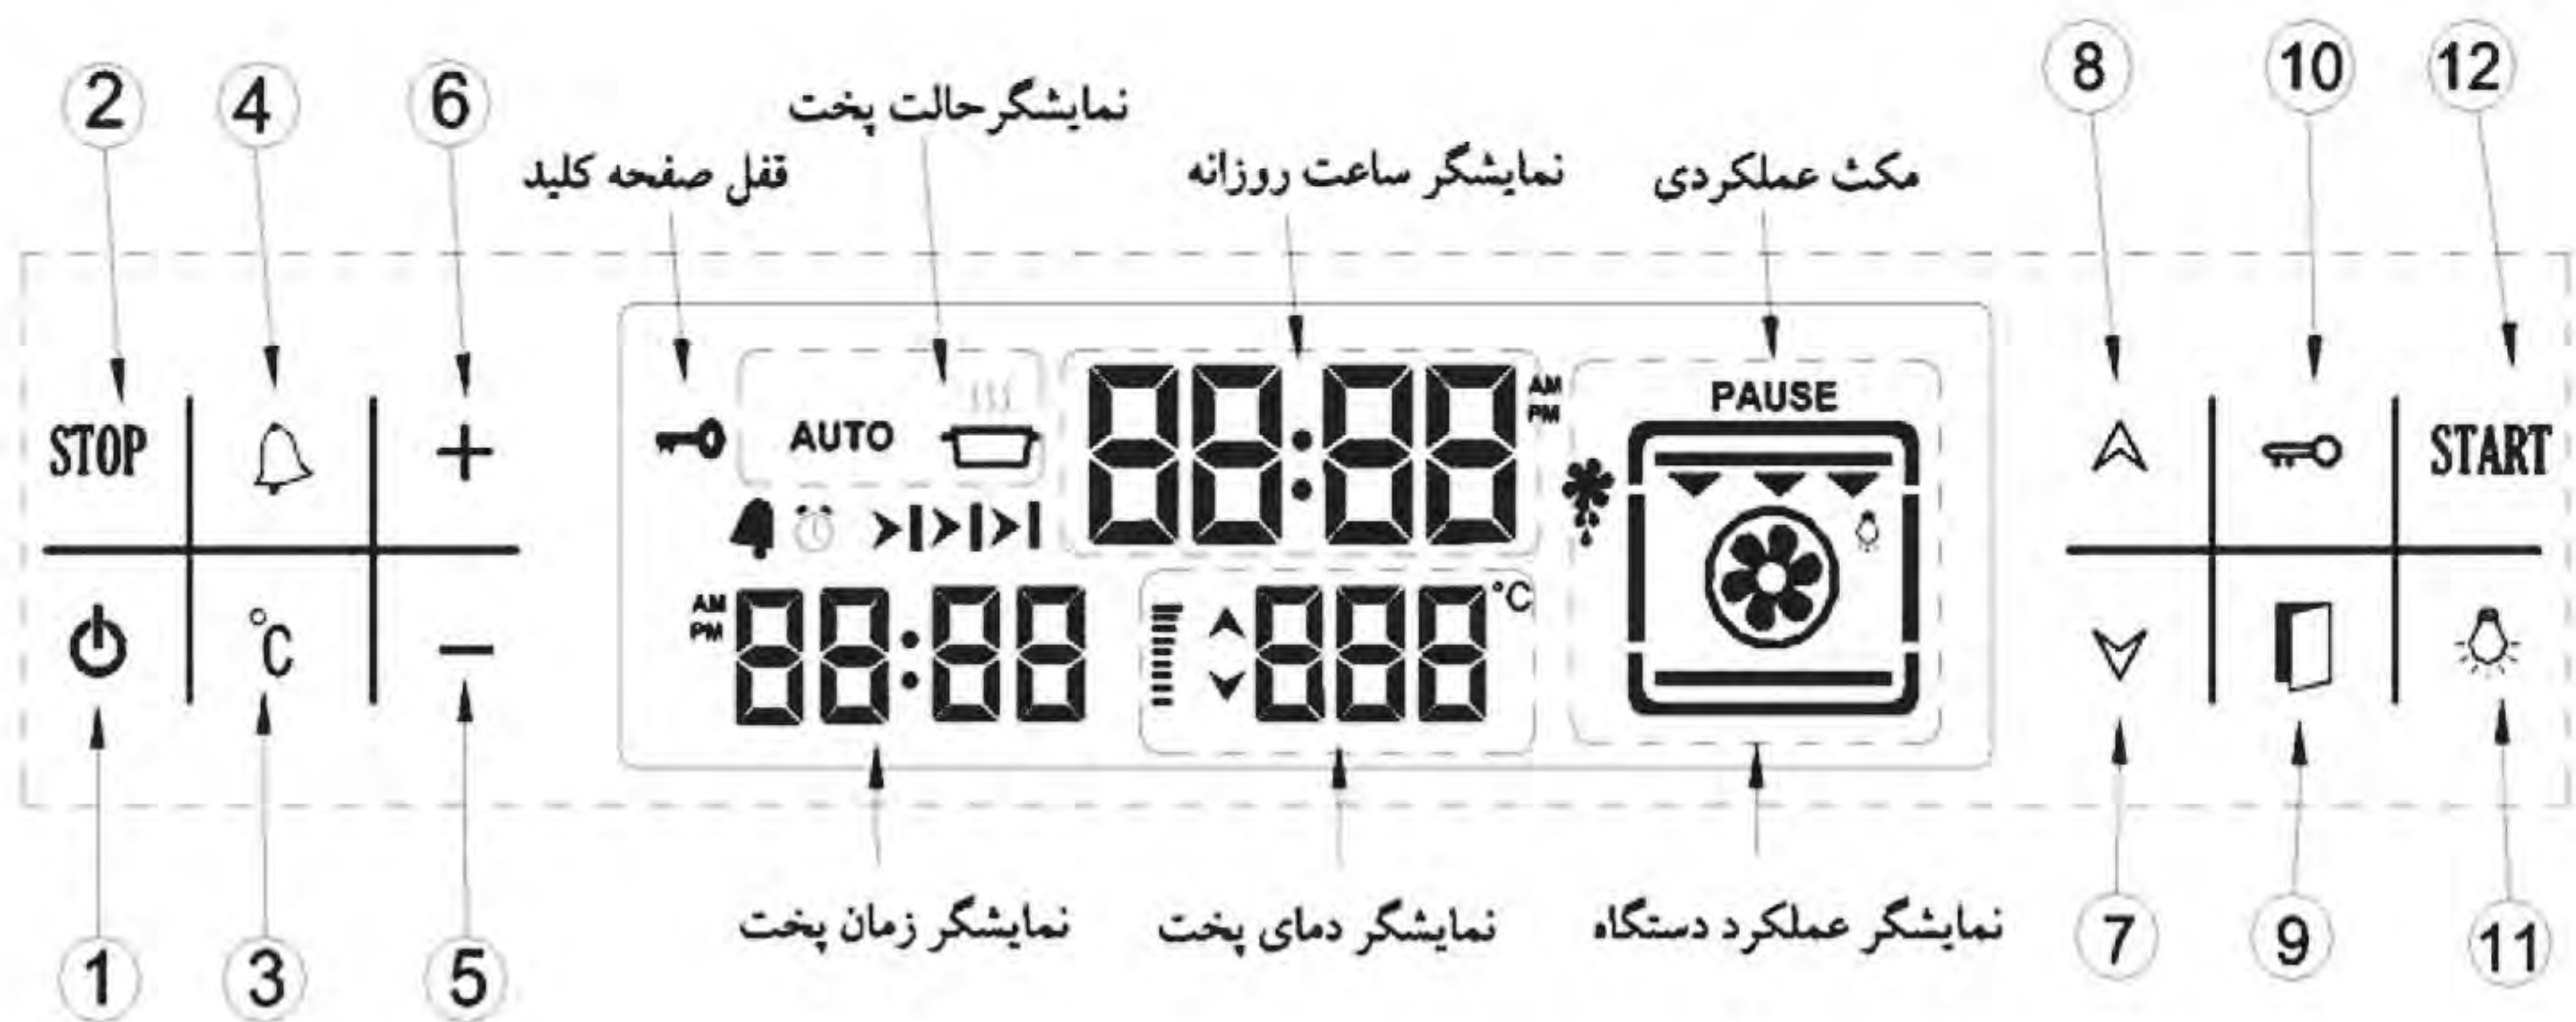 2 4 6 8 10 12
نمایشگر حالت پخت
قفل صفحه کلید
نمایشگر ساعت روزانه
مکث عملکردی
STOP
AUTO
88:88
AM
PM
PAUSE
START
°C
AM
PM
88:88
888
°C
نمایشگر زمان پخت
نمایشگر دمای پخت
نمایشگر عملکرد دستگاه
1 3 5 7 9 11